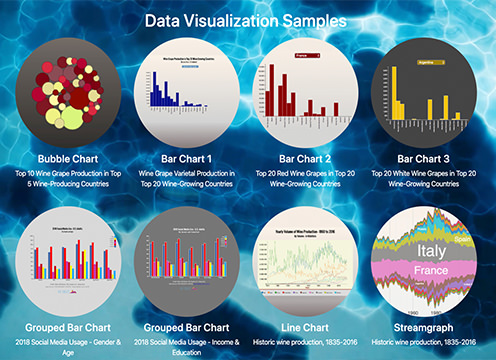 Data Visualization Samples
Wine Grape Production in Top 20 Wine-Growing Countries
France
Argentina
Bubble Chart
Bar Chart 1
Bar Chart 2
Bar Chart 3
Top 10 Wine Grape Production in Top
5 Wine-Producing Countries
Wine Grape Varietal Production in
Top 20 Wine-Growing Countries
Top 20 Red Wine Grapes in Top 20
Wine-Growing Countries
Top 20 White Wine Grapes in Top 20
Wine-Growing Countries
Yearly Volume of Wine Production - 1860 to 2016
Italy
Spain
France
1980
1990
Grouped Bar Chart
Grouped Bar Chart
Line Chart
Streamgraph
2018 Social Media Usage - Gender &
Age
2018 Social Media Usage - Income &
Education
Historic wine production, 1835-2016
Historic wine production, 1835-2016